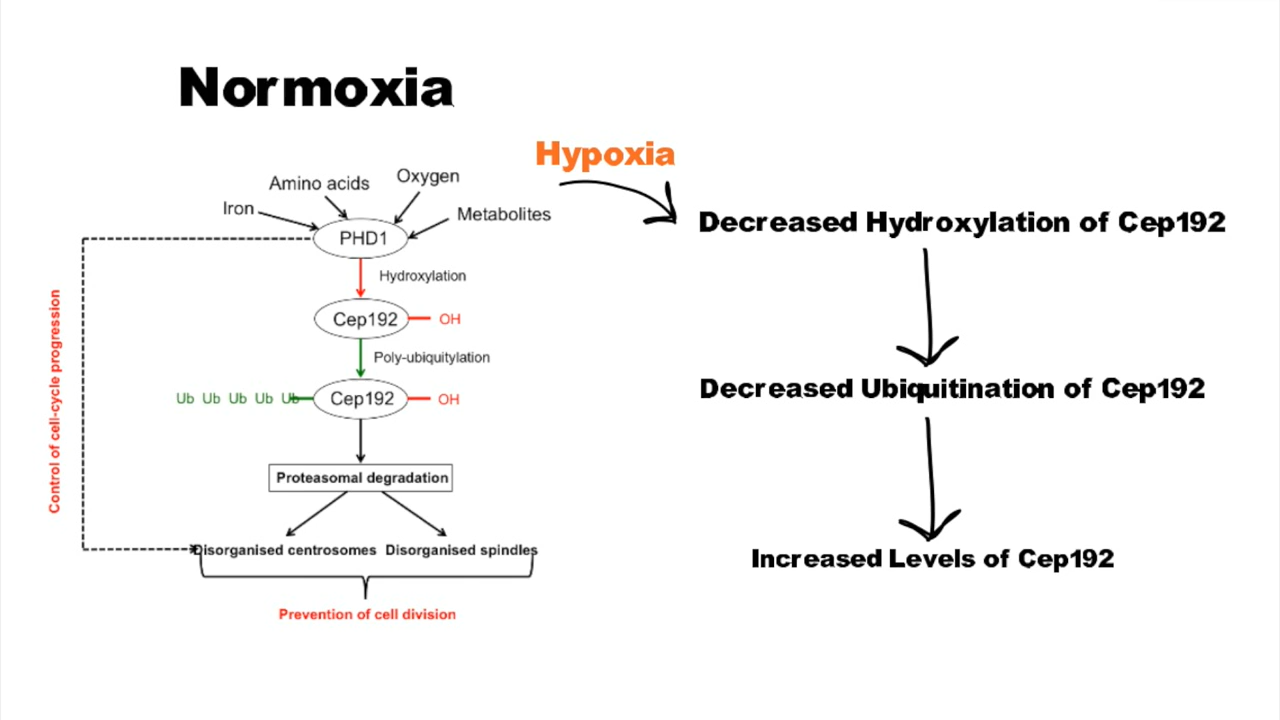 Normoxia
Hypoxia
Amino acids
Oxygen
Iron
Metabolites
PHD1
Hydroxylation
Cep192
OH
Poly-ubiquitylation
Ub Ub Ub Ub Ub
Cep192
OH
Proteasomal degradation
Disorganised centrosomes
Disorganised spindles
Prevention of cell division
Control of cell-cycle progression
Decreased Hydroxylation of Cep192
Decreased Ubiquitination of Cep192
Increased Levels of Cep192